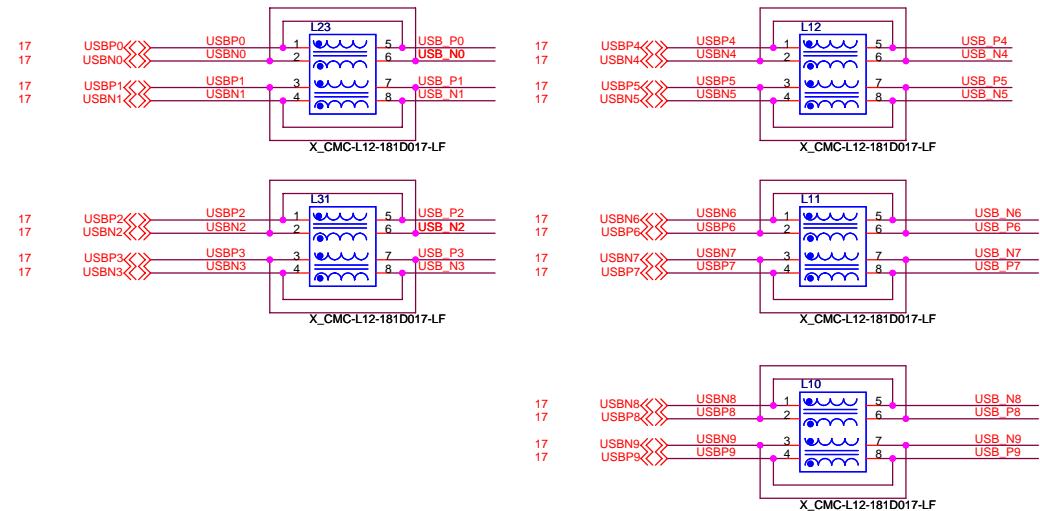 L23
17 USBP0 USBP0 1 5 USB_P0
17 USBN0 USBN0 2 6 USB_N0
17 USBP1 USBP1 3 7 USB_P1
17 USBN1 USBN1 4 8 USB_N1
X_CMC-L12-181D017-LF
L12
17 USBP4 USBP4 1 5 USB_P4
17 USBN4 USBN4 2 6 USB_N4
17 USBP5 USBP5 3 7 USB_P5
17 USBN5 USBN5 4 8 USB_N5
X_CMC-L12-181D017-LF
L31
17 USBP2 USBP2 1 5 USB_P2
17 USBN2 USBN2 2 6 USB_N2
17 USBP3 USBP3 3 7 USB_P3
17 USBN3 USBN3 4 8 USB_N3
X_CMC-L12-181D017-LF
L11
17 USBN6 USBN6 1 5 USB_N6
17 USBP6 USBP6 2 6 USB_P6
17 USBN7 USBN7 3 7 USB_N7
17 USBP7 USBP7 4 8 USB_P7
X_CMC-L12-181D017-LF
L10
17 USBN8 USBN8 1 5 USB_N8
17 USBP8 USBP8 2 6 USB_P8
17 USBN9 USBN9 3 7 USB_N9
17 USBP9 USBP9 4 8 USB_P9
X_CMC-L12-181D017-LF